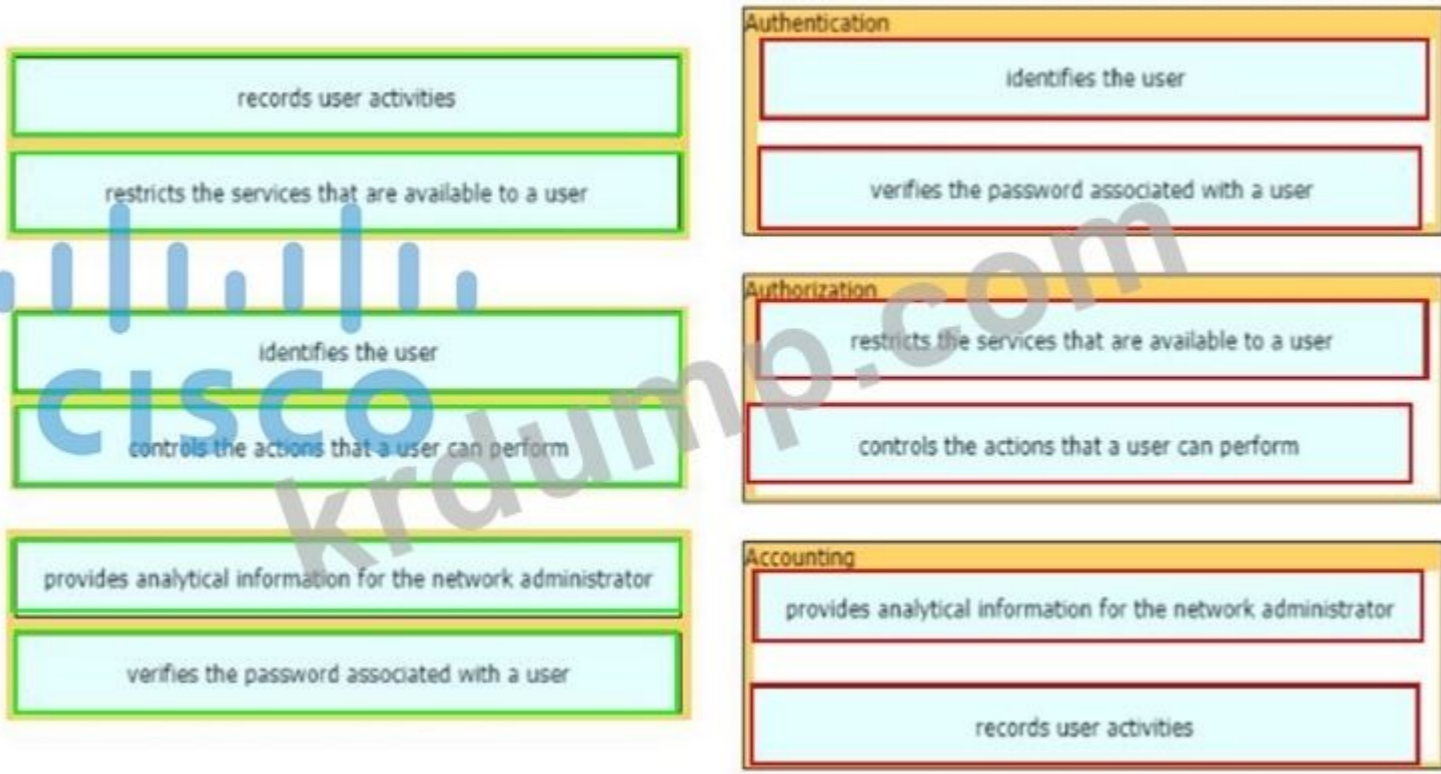 records user activities
restricts the services that are available to a user
identifies the user
controls the actions that a user can perform
provides analytical information for the network administrator
verifies the password associated with a user
Authentication
identifies the user
verifies the password associated with a user
Authorization
restricts the services that are available to a user
controls the actions that a user can perform
Accounting
provides analytical information for the network administrator
records user activities
CISCO
krdump.com